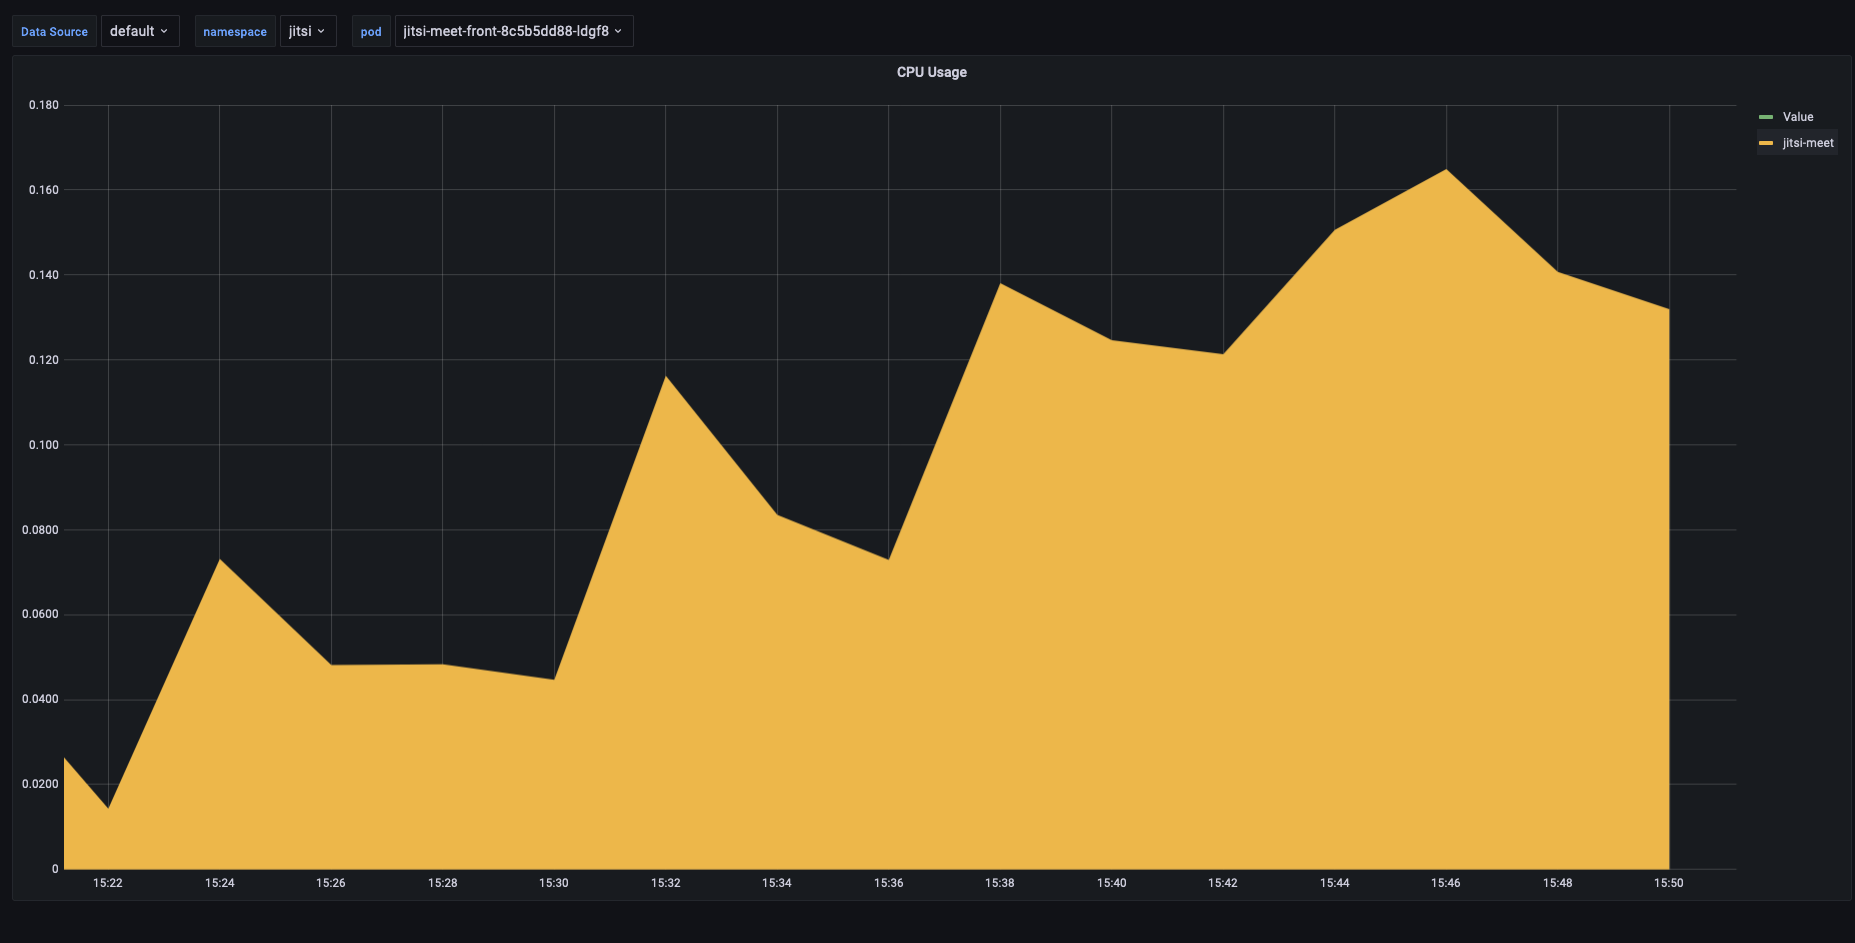 Data Source default namespace jitsi pod jitsi-meet-front-8c5b5dd88-ldgf8
CPU Usage
0.180
0.160
0.140
0.120
0.100
0.0800
0.0600
0.0400
0.0200
0
15:22 15:24 15:26 15:28 15:30 15:32 15:34 15:36 15:38 15:40 15:42 15:44 15:46 15:48 15:50
Value
jitsi-meet